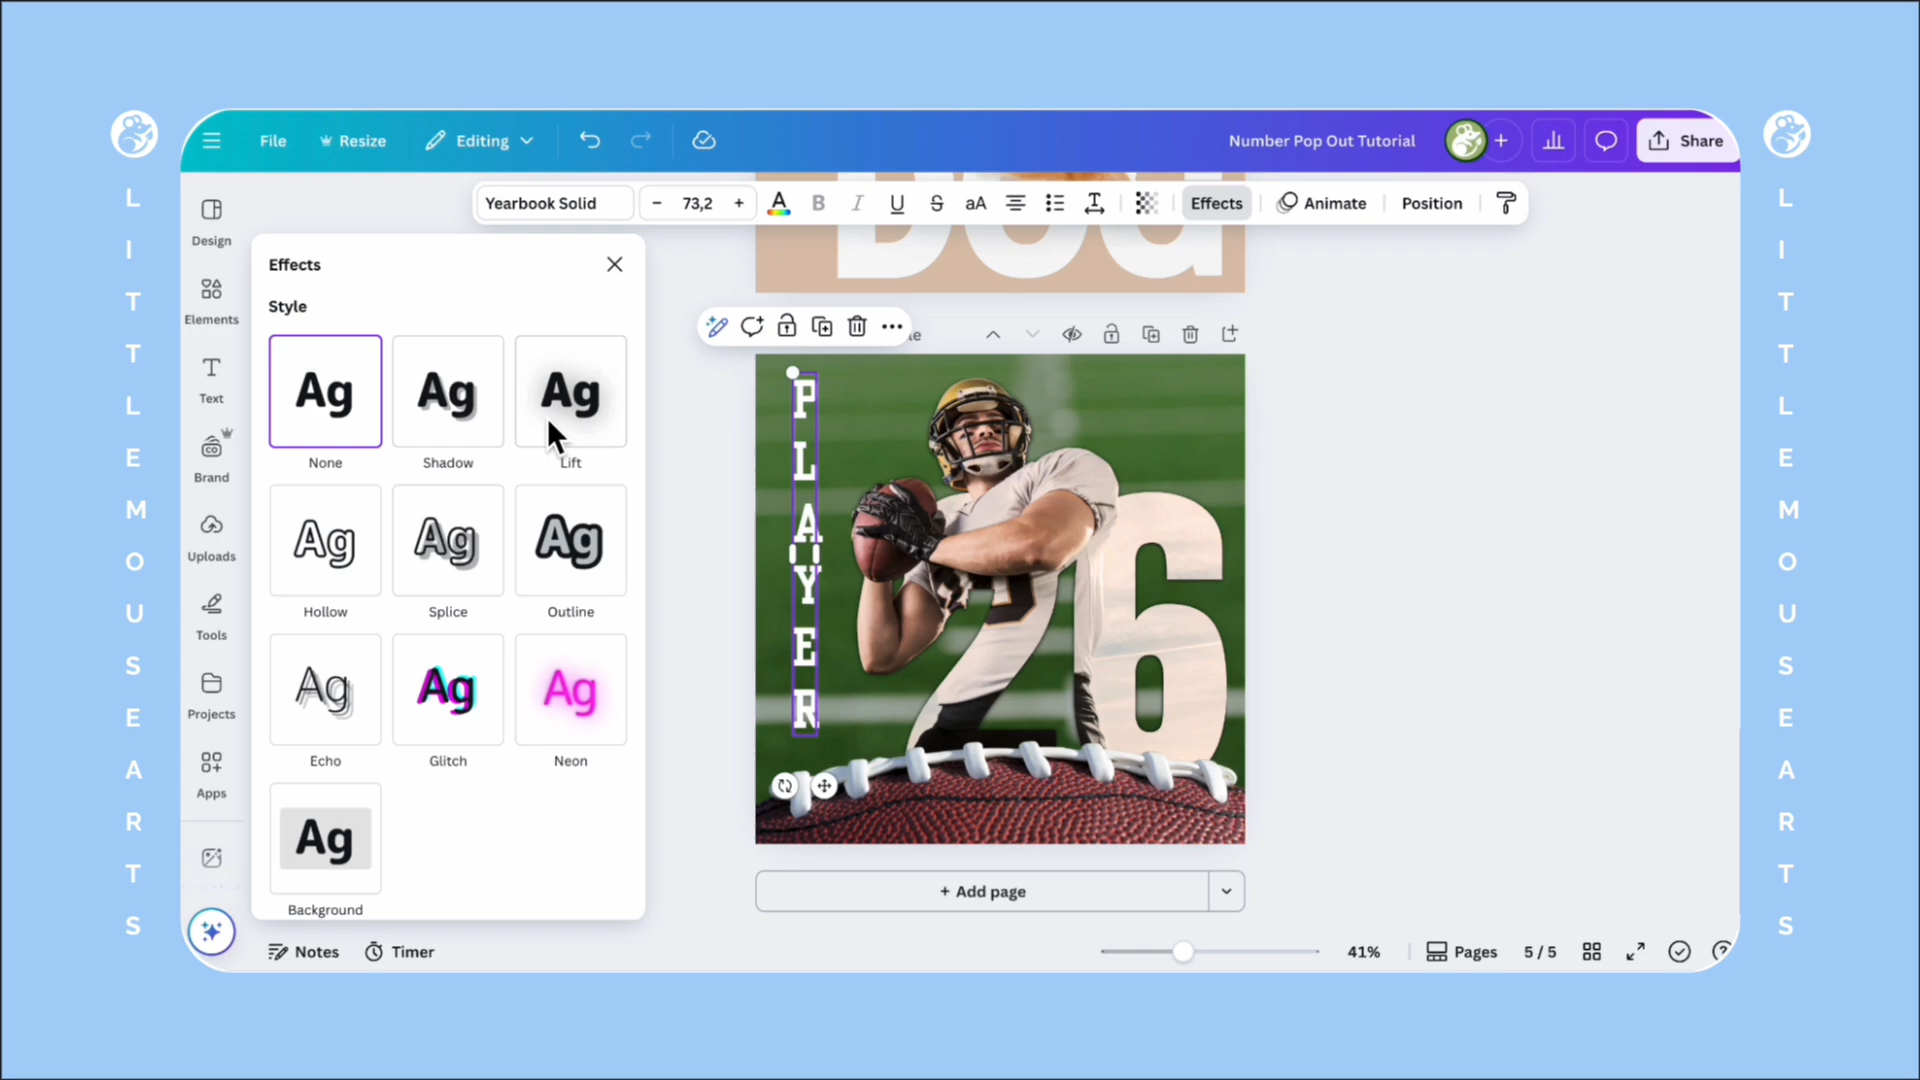 File
Resize
Editing
Number Pop Out Tutorial
Share
Yearbook Solid
− 73,2 +
A B I U S aA
Effects
Animate
Position
Design
Elements
Text
Brand
Uploads
Tools
Projects
Apps
Effects
Style
Ag
None
Ag
Shadow
Ag
Lift
Ag
Hollow
Ag
Splice
Ag
Outline
Ag
Echo
Ag
Glitch
Ag
Neon
Ag
Background
DOG
PLAYER
26
+ Add page
Notes
Timer
41%
Pages
5 / 5
LITTLEMOUSEARTS
LITTLEMOUSEARTS